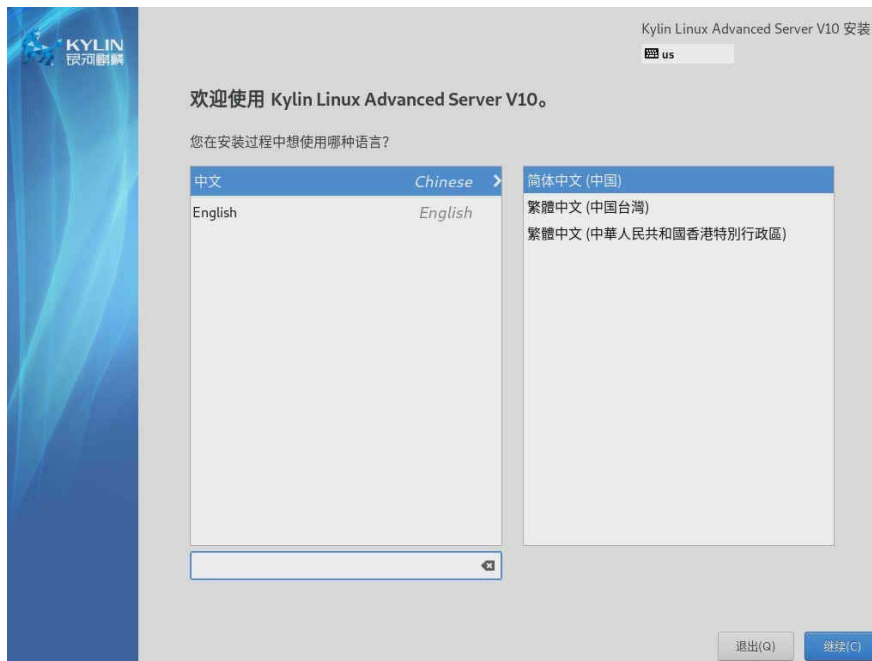 KYLIN
银河麒麟
Kylin Linux Advanced Server V10 安装
us
欢迎使用 Kylin Linux Advanced Server V10。
您在安装过程中想使用哪种语言?
中文 Chinese
English English
简体中文 (中国)
繁體中文 (中国台灣)
繁體中文 (中華人民共和國香港特別行政區)
退出(Q)
继续(C)